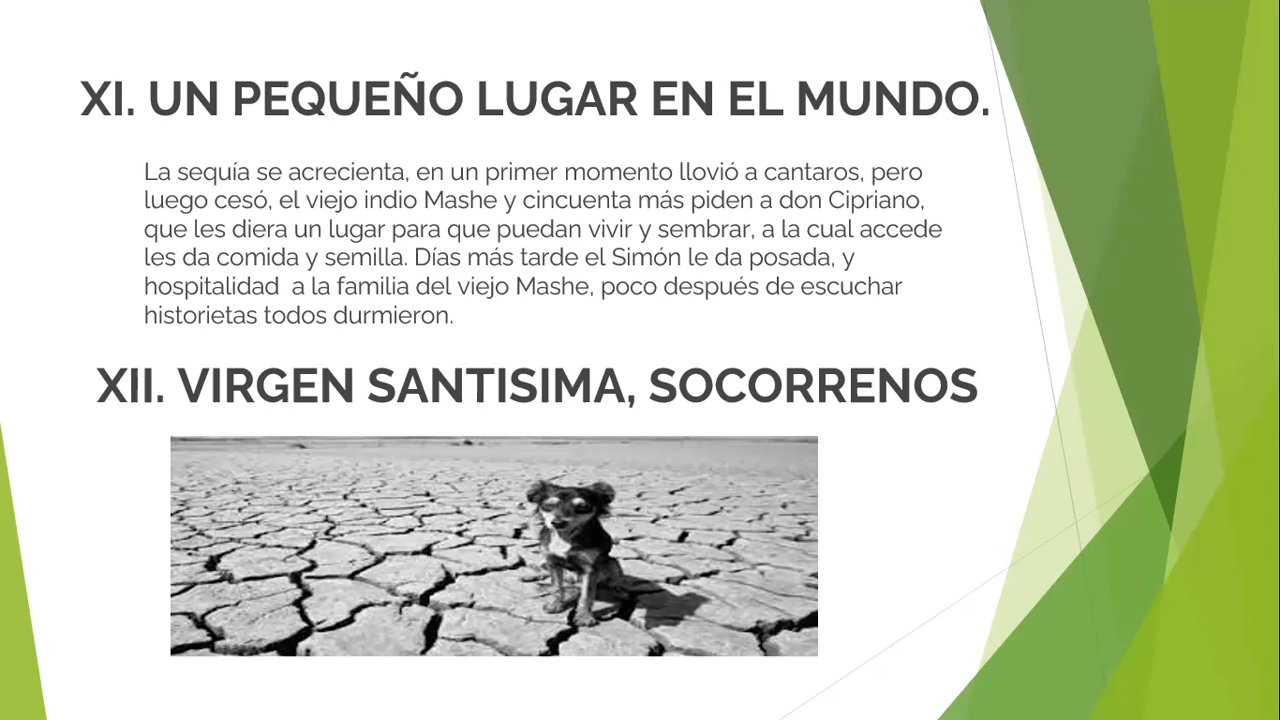 XI. UN PEQUEÑO LUGAR EN EL MUNDO.
La sequía se acrecienta, en un primer momento llovió a cantaros, pero
luego cesó, el viejo indio Mashe y cincuenta más piden a don Cipriano,
que les diera un lugar para que puedan vivir y sembrar, a la cual accede
les da comida y semilla. Días más tarde el Simón le da posada, y
hospitalidad  a la familia del viejo Mashe, poco después de escuchar
historietas todos durmieron.
XII. VIRGEN SANTISIMA, SOCORRENOS